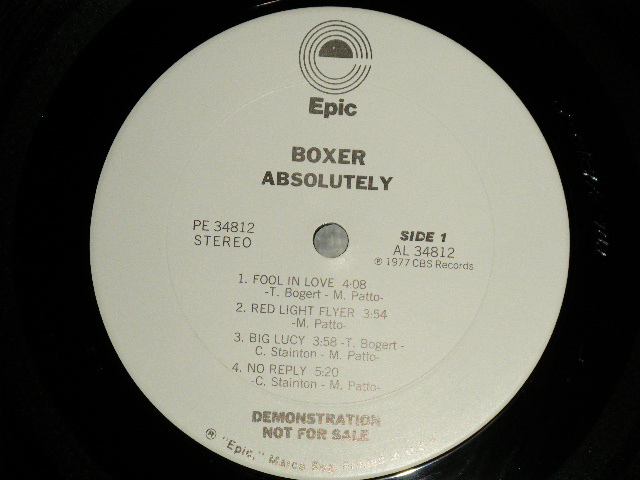 Epic
BOXER
ABSOLUTELY
PE 34812
STEREO
SIDE 1
AL 34812
℗ 1977 CBS Records
1. FOOL IN LOVE 4:08
-T. Bogert - M. Patto-
2. RED LIGHT FLYER 3:54
-M. Patto-
3. BIG LUCY 3:58 -T. Bogert -
C. Stainton - M. Patto-
4. NO REPLY 5:20
-C. Stainton - M. Patto-
DEMONSTRATION
NOT FOR SALE
® "Epic," Marca Reg.